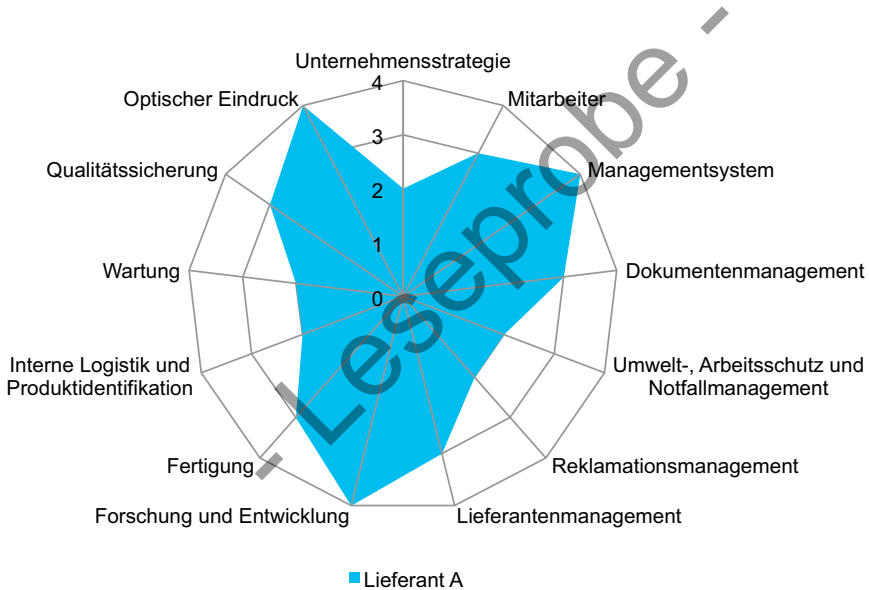 Unternehmensstrategie
Mitarbeiter
Managementsystem
Dokumentenmanagement
Umwelt-, Arbeitsschutz und
Notfallmanagement
Reklamationsmanagement
Lieferantenmanagement
Forschung und Entwicklung
Fertigung
Interne Logistik und
Produktidentifikation
Wartung
Qualitätssicherung
Optischer Eindruck
4
3
2
1
0
- Leseprobe -
Lieferant A